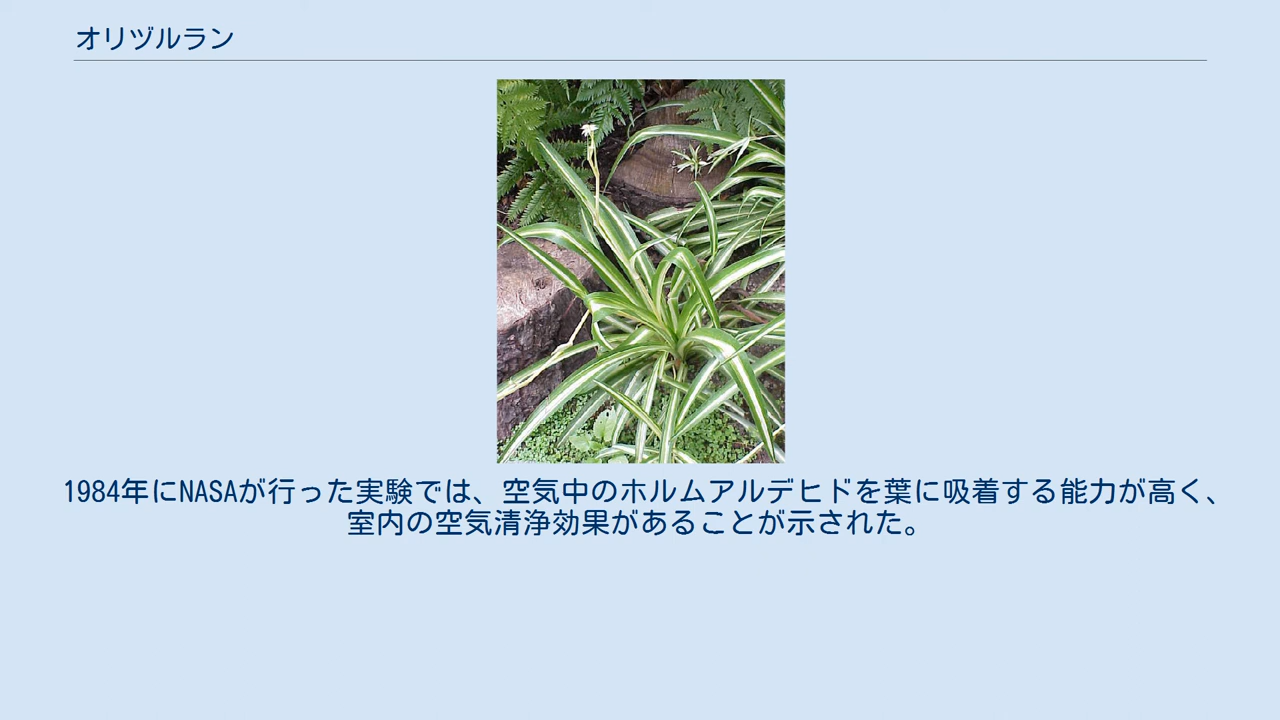 オリヅルラン
1984年にNASAが行った実験では、空気中のホルムアルデヒドを葉に吸着する能力が高く、
室内の空気清浄効果があることが示された。